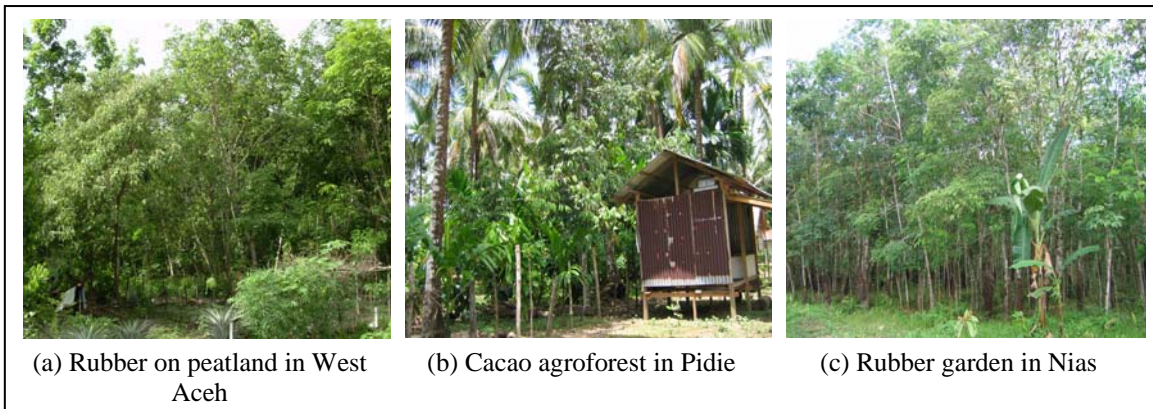 (a) Rubber on peatland in West
Aceh
(b) Cacao agroforest in Pidie
(c) Rubber garden in Nias